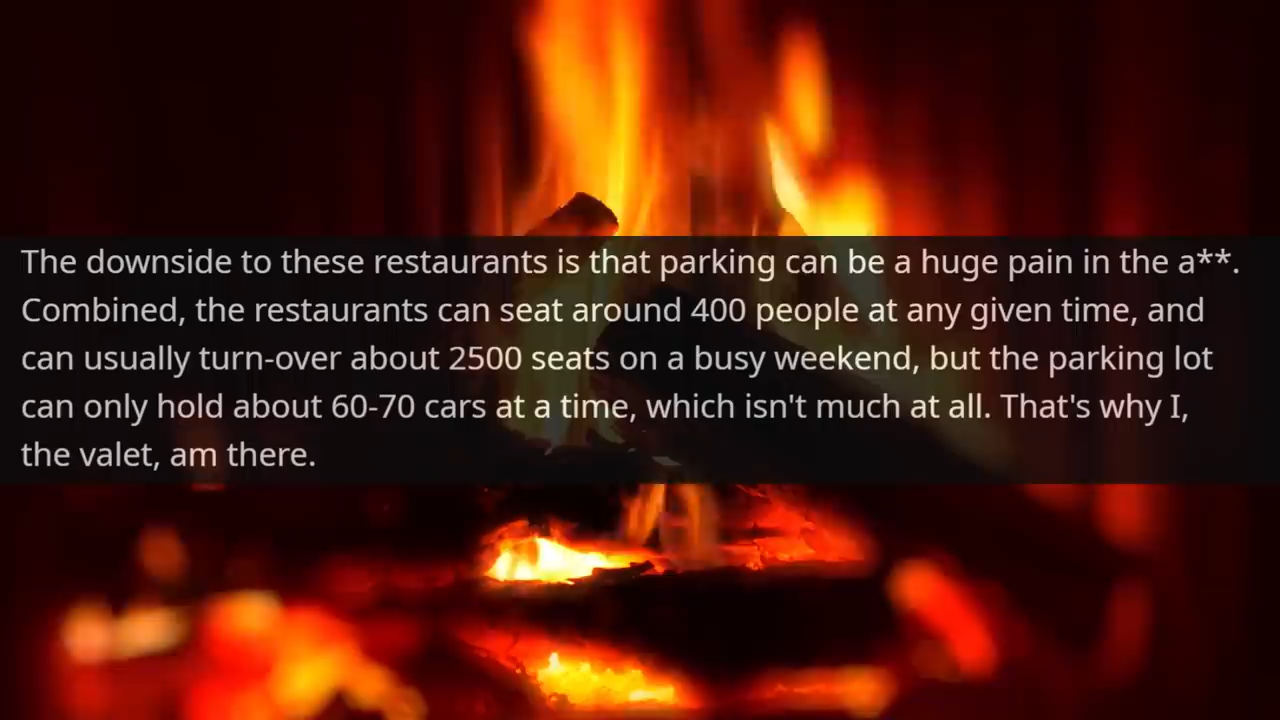 The downside to these restaurants is that parking can be a huge pain in the a**.
Combined, the restaurants can seat around 400 people at any given time, and
can usually turn-over about 2500 seats on a busy weekend, but the parking lot
can only hold about 60-70 cars at a time, which isn't much at all. That's why I,
the valet, am there.